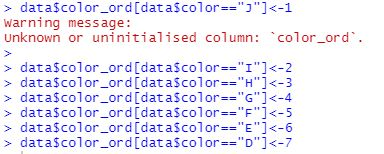 > data$color_ord[data$color=="J"]<-1
Warning message:
Unknown or uninitialised column: `color_ord`.
>
> data$color_ord[data$color=="I"]<-2
> data$color_ord[data$color=="H"]<-3
> data$color_ord[data$color=="G"]<-4
> data$color_ord[data$color=="F"]<-5
> data$color_ord[data$color=="E"]<-6
> data$color_ord[data$color=="D"]<-7